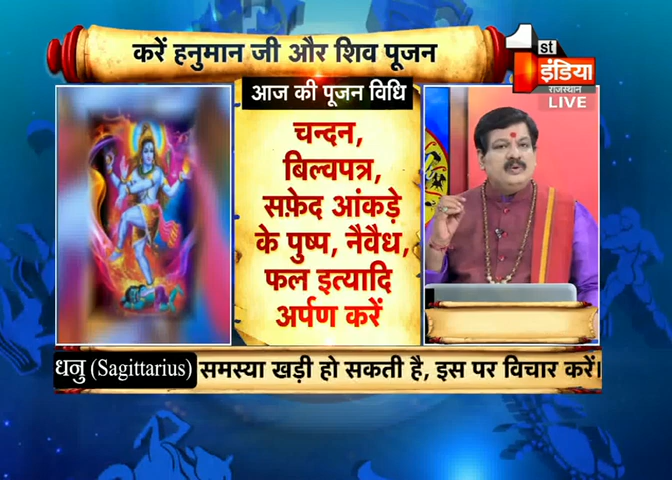 करें हनुमान जी और शिव पूजन
1st
इंडिया
राजस्थान
LIVE
आज की पूजन विधि
चन्दन,
बिल्वपत्र,
सफ़ेद आंकड़े
के पुष्प, नैवैध,
फल इत्यादि
अर्पण करें
धनु (Sagittarius) समस्या खड़ी हो सकती है, इस पर विचार करें।